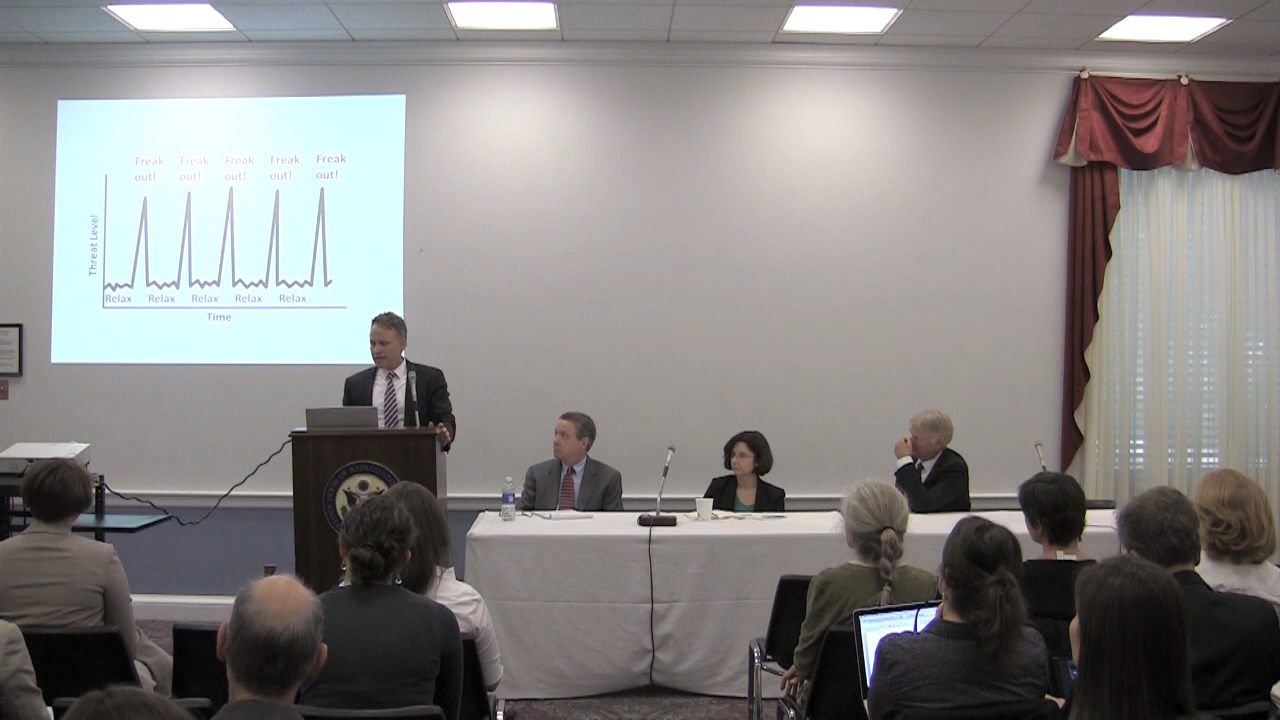 Freak Freak Freak Freak Freak
out! out! out! out! out!
Threat Level
Relax Relax Relax Relax Relax
Time